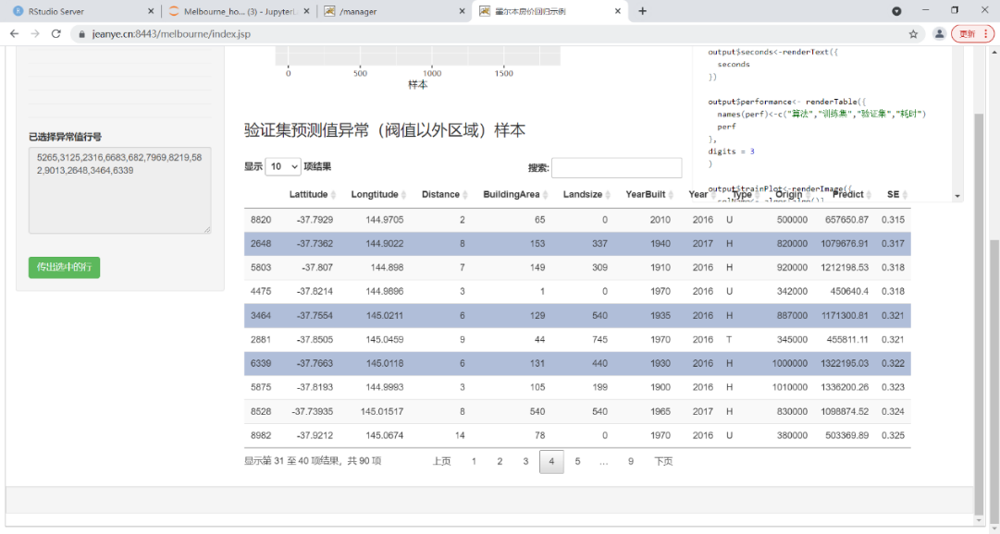 RStudio Server
Melbourne_ho... (3) - JupyterL
/manager
墨尔本房价回归示例
jeanye.cn:8443/melbourne/index.jsp
更新
output$seconds<-renderText({
seconds
})
0 500 1000 1500
样本
output$performance<- renderTable({
names(perf)<-c("算法","训练集","验证集","耗时")
perf
},
digits = 3
)
output$trainPlot<-renderImage({
验证集预测值异常（阀值以外区域）样本
已选择异常值行号
5265,3125,2316,6683,682,7969,8219,58
2,9013,2648,3464,6339
传出选中的行
显示 10 项结果
搜索:
Lattitude Longtitude Distance BuildingArea Landsize YearBuilt Year Type Origin Predict SE
8820 -37.7929 144.9705 2 65 0 2010 2016 U 500000 657650.87 0.315
2648 -37.7362 144.9022 8 153 337 1940 2017 H 820000 1079676.91 0.317
5803 -37.807 144.898 7 149 309 1910 2016 H 920000 1212198.53 0.318
4475 -37.8214 144.9896 3 1 0 1970 2016 U 342000 450640.4 0.318
3464 -37.7554 145.0211 6 129 540 1935 2016 H 887000 1171300.81 0.321
2881 -37.8505 145.0459 9 44 745 1970 2016 T 345000 455811.11 0.321
6339 -37.7663 145.0118 6 131 440 1930 2016 H 1000000 1322195.03 0.322
5875 -37.8193 144.9993 3 105 199 1900 2016 H 1010000 1336200.26 0.323
8528 -37.73935 145.01517 8 540 540 1965 2017 H 830000 1098874.52 0.324
8982 -37.9212 145.0674 14 78 0 1970 2016 U 380000 503369.89 0.325
显示第 31 至 40 项结果，共 90 项
上页 1 2 3 4 5 … 9 下页